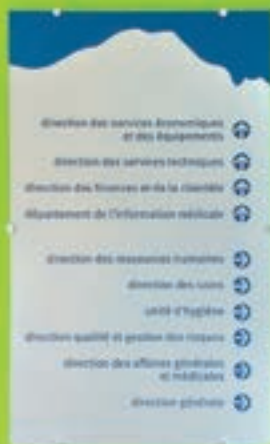 direction des services économiques
et des équipements
direction des services techniques
direction des finances et de la clientèle
département de l'information médicale
direction des ressources humaines
direction des soins
unité d'hygiène
direction qualité et gestion des risques
direction des affaires générales
et médicales
direction générale